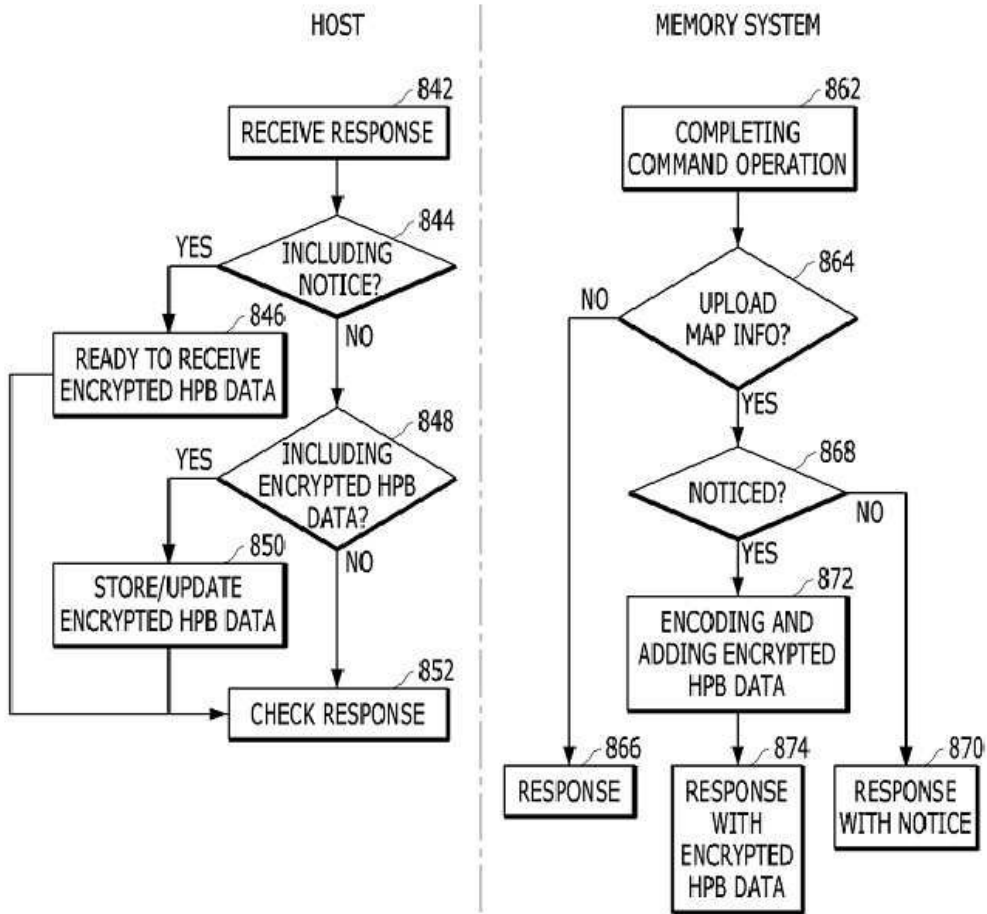 HOST
842
RECEIVE RESPONSE
844
INCLUDING
NOTICE?
YES
NO
846
READY TO RECEIVE
ENCRYPTED HPB DATA
848
INCLUDING
ENCRYPTED HPB
DATA?
YES
NO
850
STORE/UPDATE
ENCRYPTED HPB DATA
852
CHECK RESPONSE
MEMORY SYSTEM
862
COMPLETING
COMMAND OPERATION
864
UPLOAD
MAP INFO?
NO
YES
868
NOTICED?
NO
YES
872
ENCODING AND
ADDING ENCRYPTED
HPB DATA
866
RESPONSE
874
RESPONSE
WITH
ENCRYPTED
HPB DATA
870
RESPONSE
WITH NOTICE